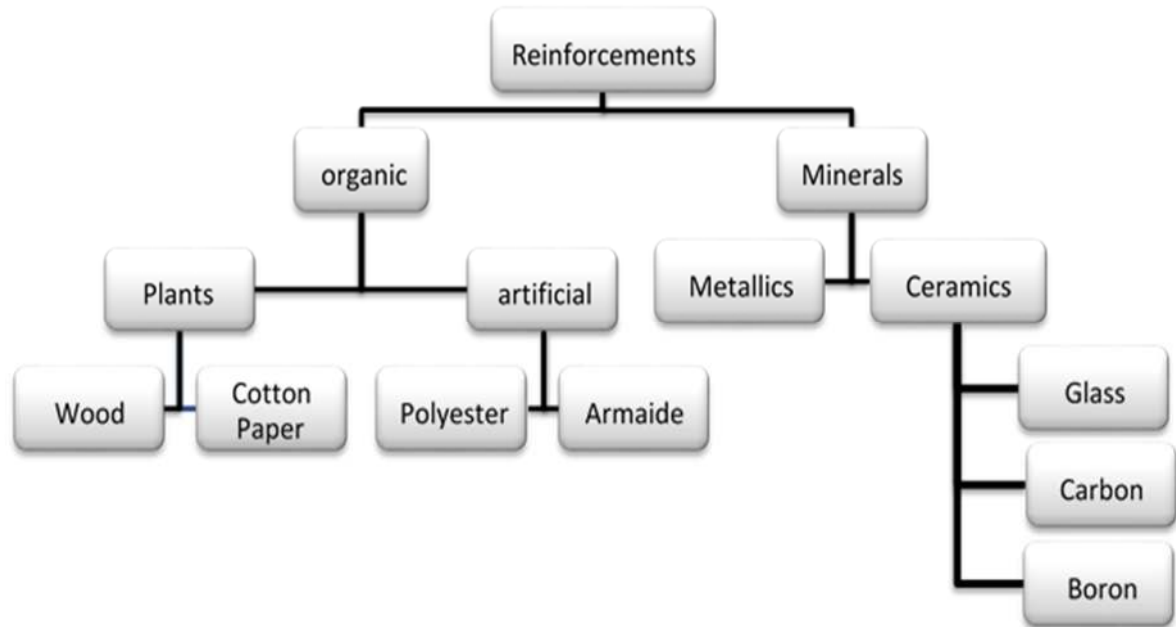 Reinforcements
organic
Minerals
Plants
artificial
Metallics
Ceramics
Wood
Cotton
Paper
Polyester
Armaide
Glass
Carbon
Boron